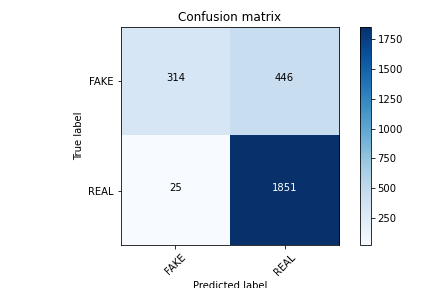 Confusion matrix
1750
1500
1250
1000
750
500
250
True label
FAKE
314
446
REAL
25
1851
FAKE
REAL
Predicted label